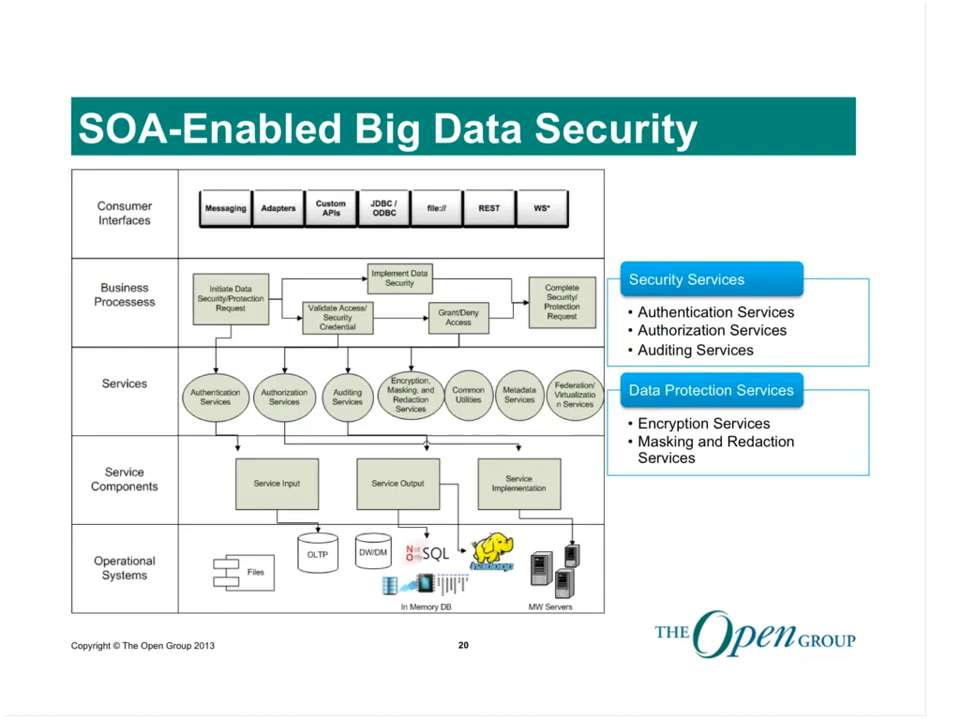 SOA-Enabled Big Data Security
Consumer
Interfaces
Messaging
Adapters
Custom
APIs
JDBC /
ODBC
file://
REST
WS*
Business
Processess
Initiate Data
Security/Protection
Request
Implement Data
Security
Validate Access/
Security
Credential
Grant/Deny
Access
Complete
Security/
Protection
Request
Services
Authentication
Services
Authorization
Services
Auditing
Services
Encryption,
Masking, and
Redaction
Services
Common
Utilities
Metadata
Services
Federation/
Virtualizatio
n Services
Service
Components
Service Input
Service Output
Service
Implementation
Operational
Systems
Files
OLTP
DW/DM
Not Only SQL
hadoop
In Memory DB
MW Servers
Security Services
• Authentication Services
• Authorization Services
• Auditing Services
Data Protection Services
• Encryption Services
• Masking and Redaction
Services
Copyright © The Open Group 2013
20
THE Open GROUP